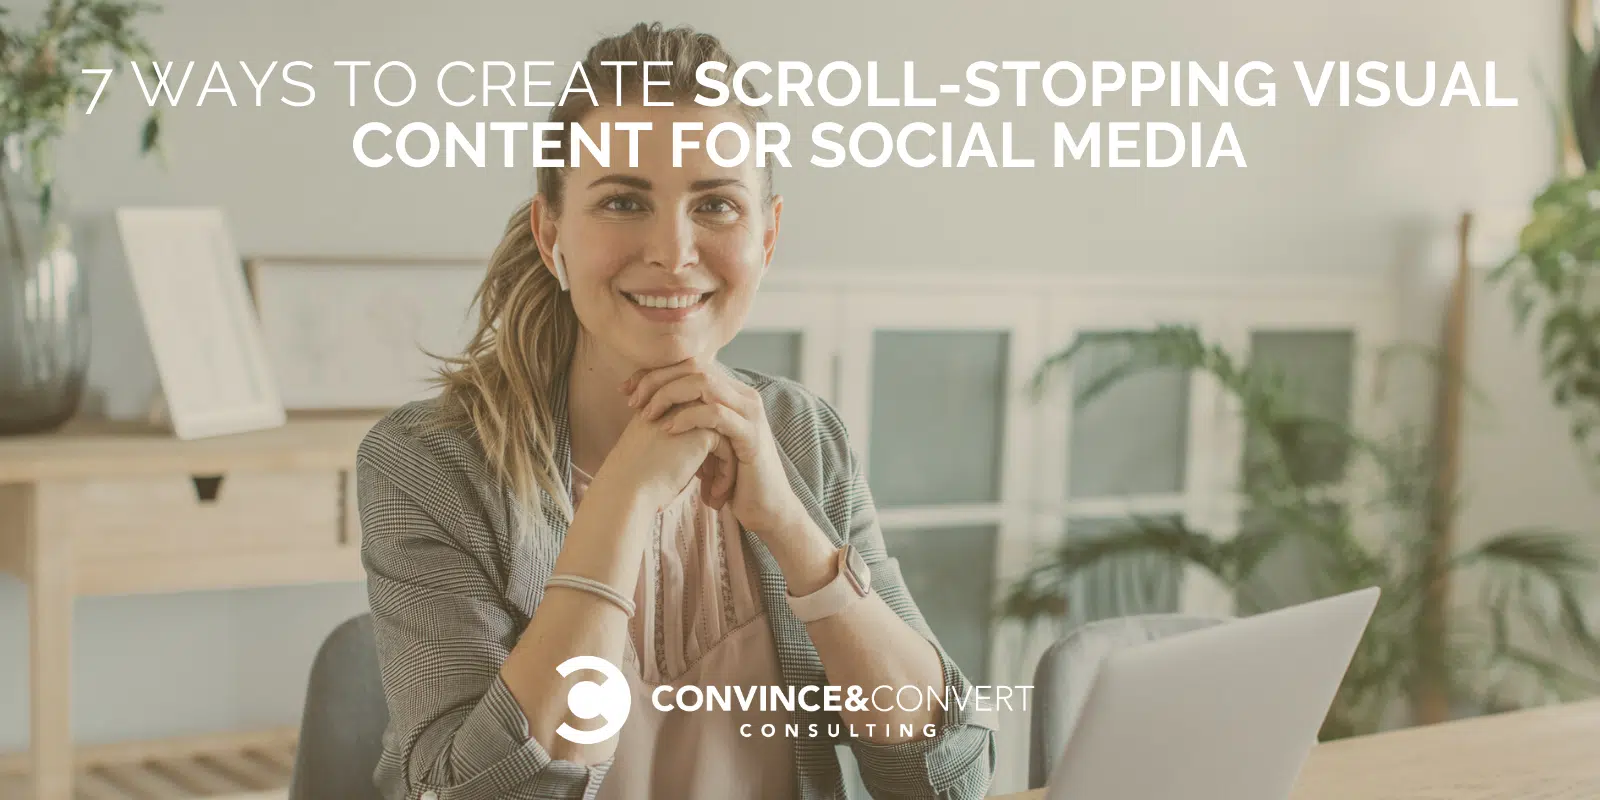 7 WAYS TO CREATE SCROLL-STOPPING VISUAL
CONTENT FOR SOCIAL MEDIA
CONVINCE&CONVERT
CONSULTING